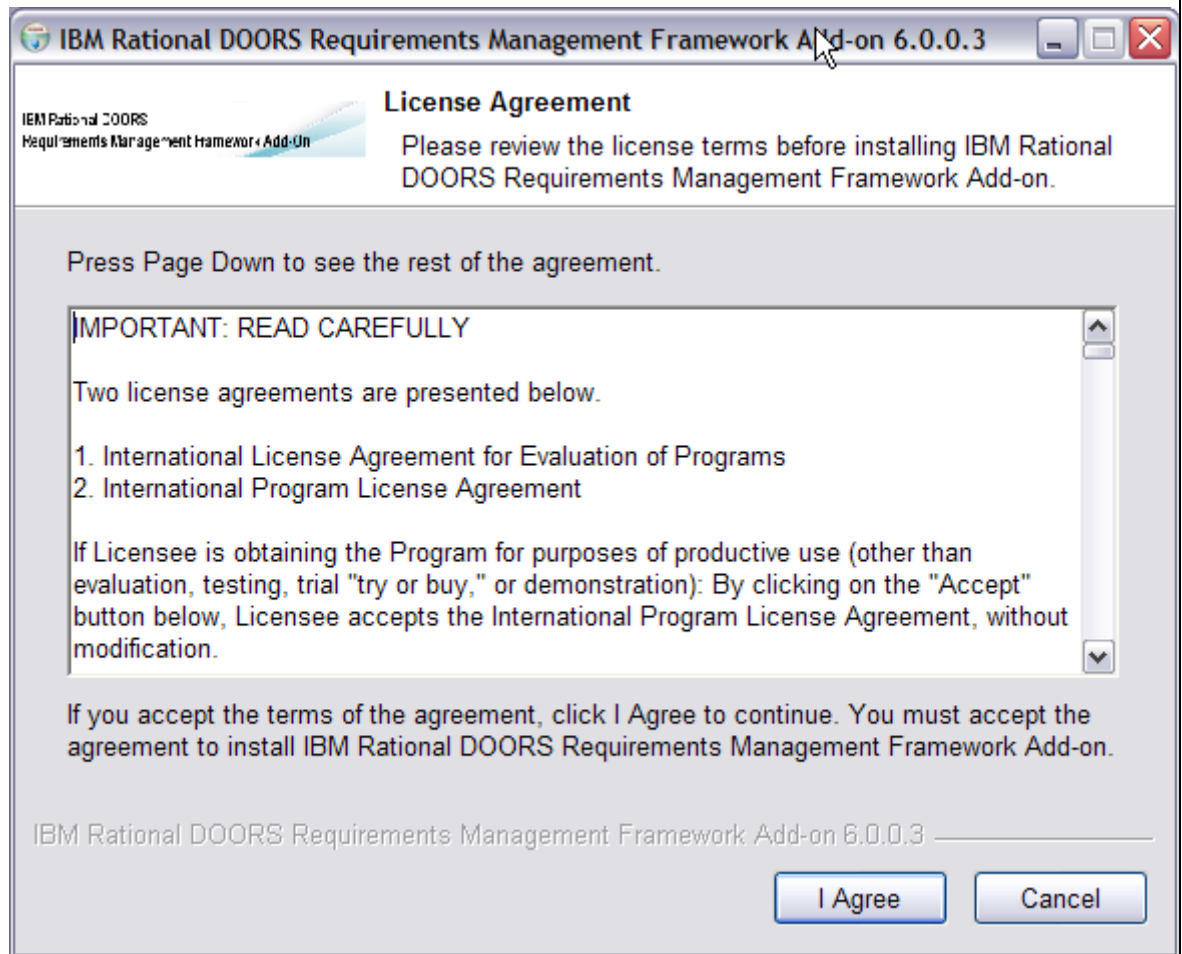 IBM Rational DOORS Requirements Management Framework Add-on 6.0.0.3
IBM Rational DOORS
Requirements Management Framework Add-On
License Agreement
Please review the license terms before installing IBM Rational
DOORS Requirements Management Framework Add-on.
Press Page Down to see the rest of the agreement.
IMPORTANT: READ CAREFULLY
Two license agreements are presented below.
1. International License Agreement for Evaluation of Programs
2. International Program License Agreement
If Licensee is obtaining the Program for purposes of productive use (other than
evaluation, testing, trial "try or buy," or demonstration): By clicking on the "Accept"
button below, Licensee accepts the International Program License Agreement, without
modification.
If you accept the terms of the agreement, click I Agree to continue. You must accept the
agreement to install IBM Rational DOORS Requirements Management Framework Add-on.
IBM Rational DOORS Requirements Management Framework Add-on 6.0.0.3
I Agree
Cancel